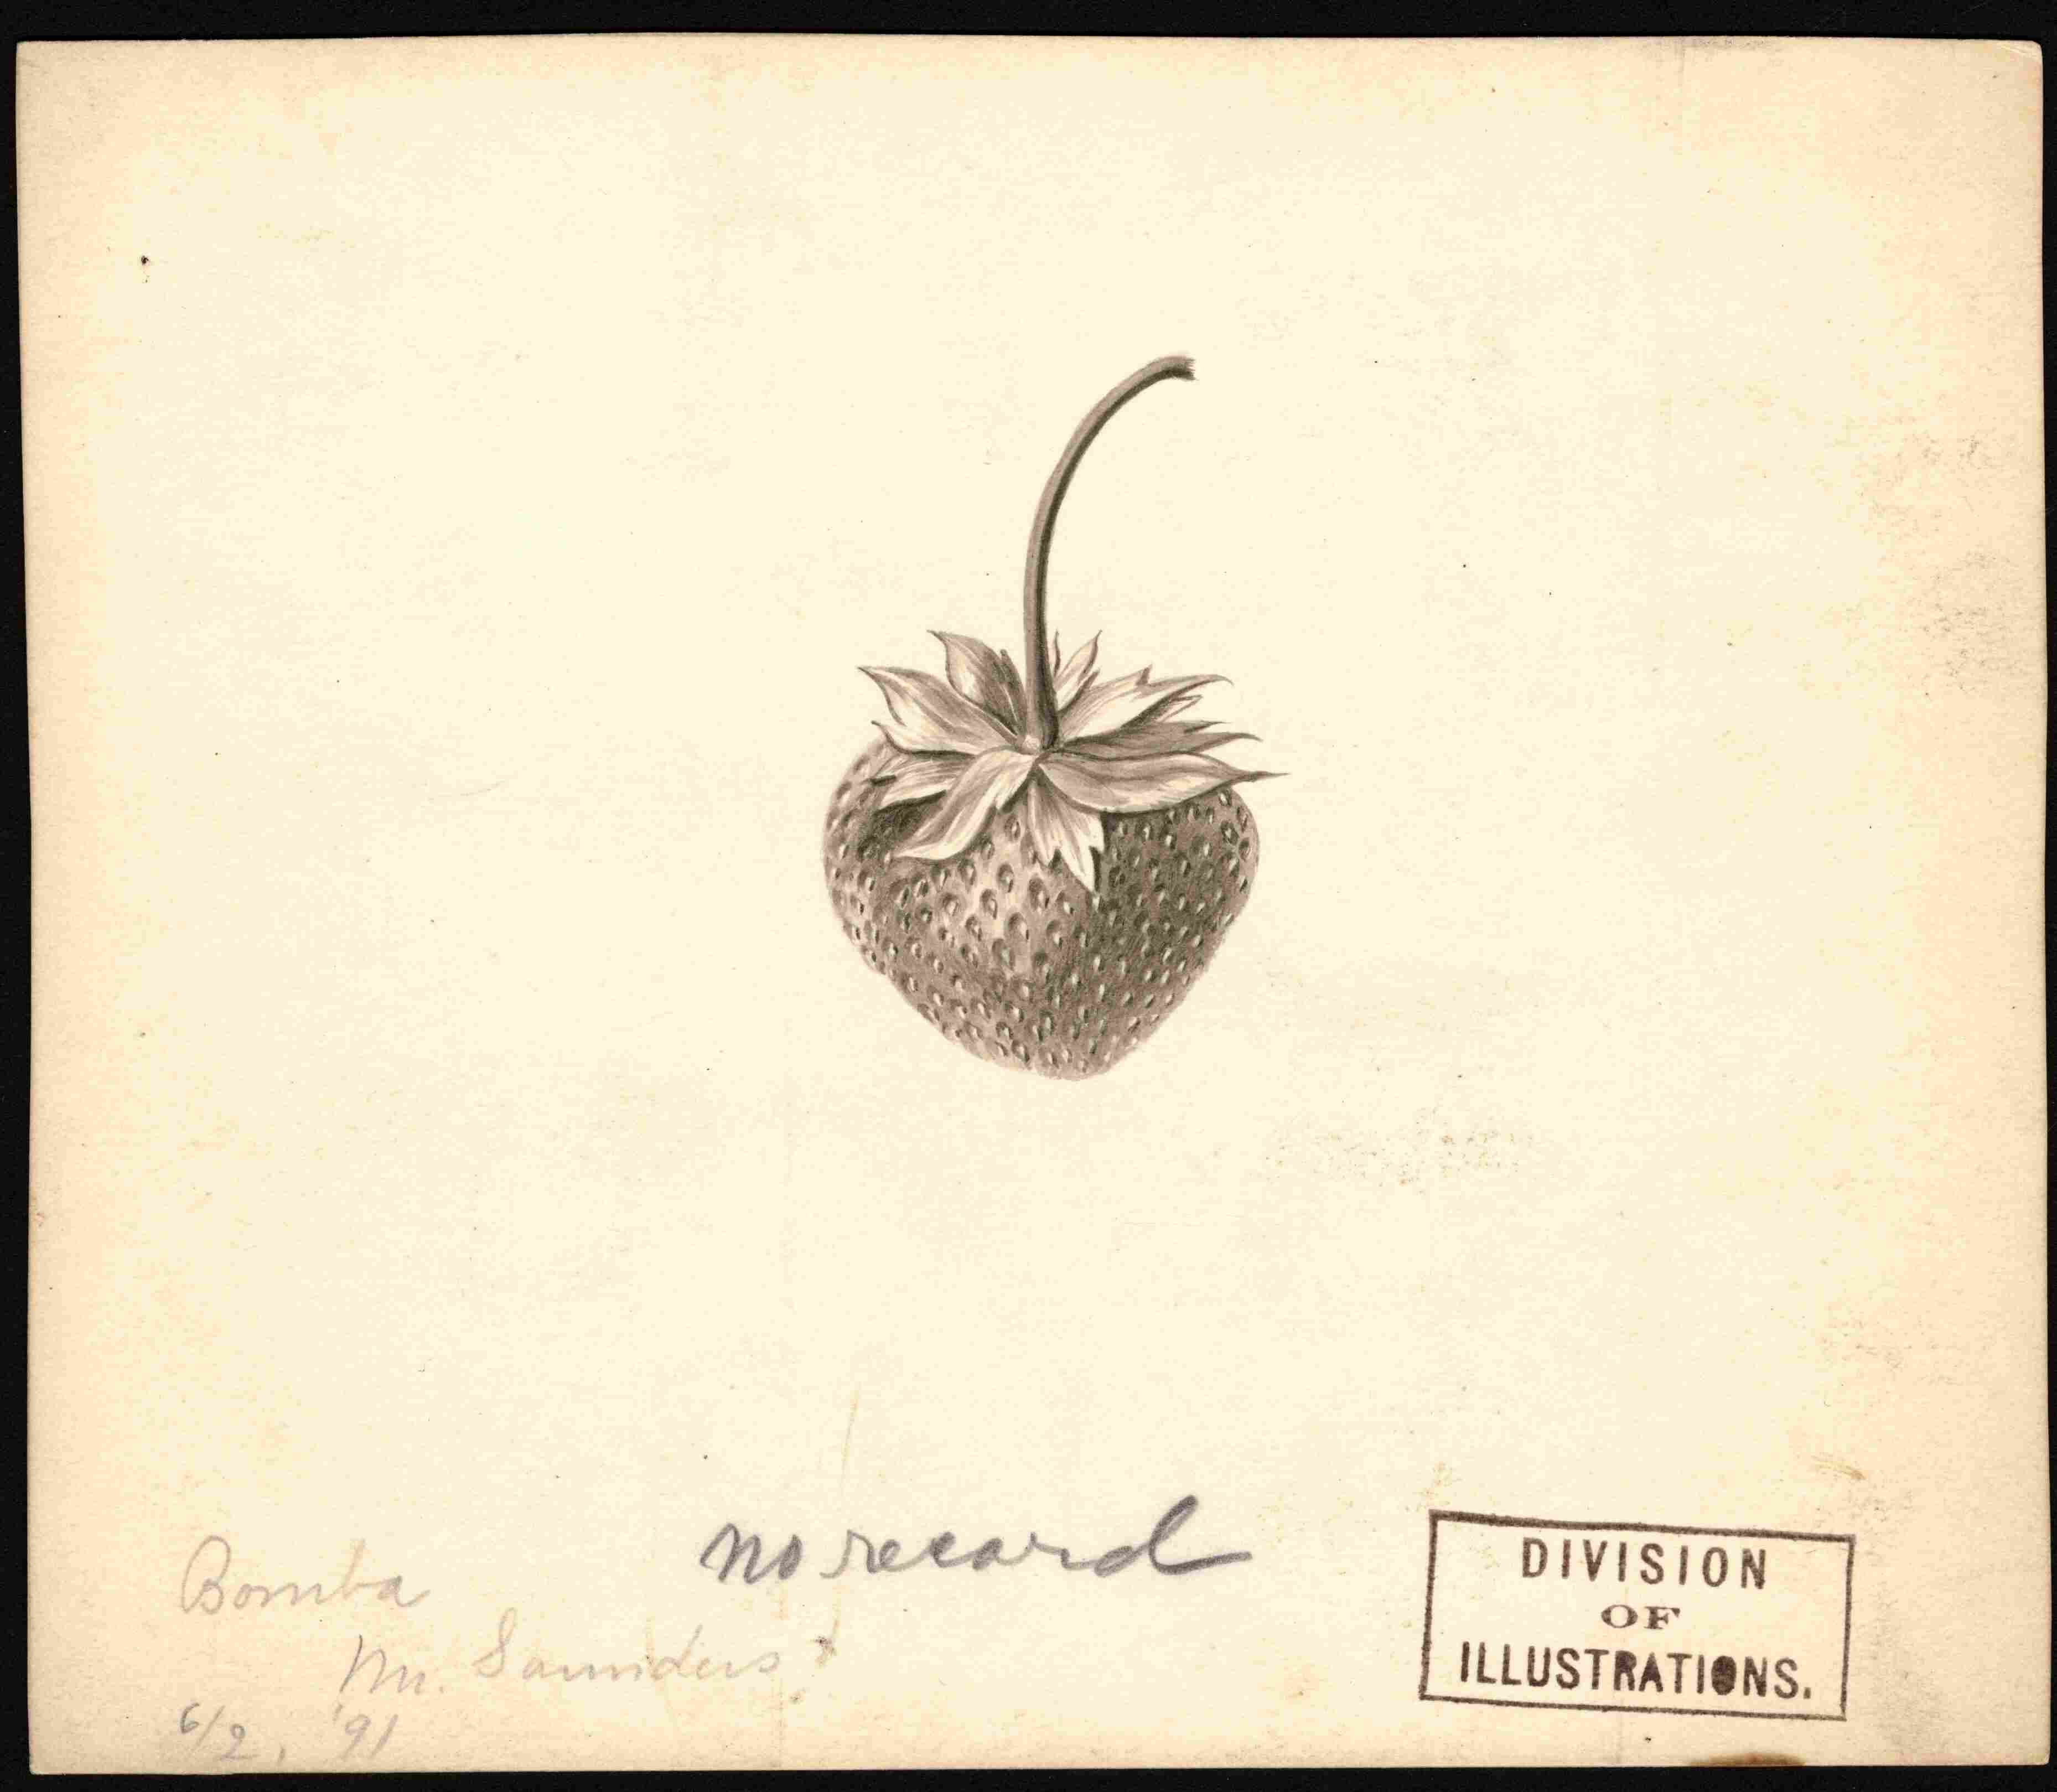 Bomba
Mr. Saunders
6/2, '91
no record
DIVISION
OF
ILLUSTRATIONS.